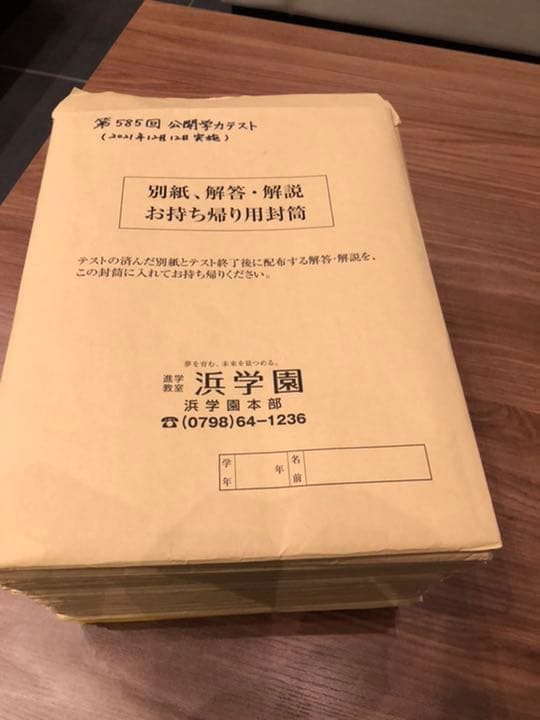 第585回 公開学力テスト
(2021年12月12日実施)
別紙、解答・解説
お持ち帰り用封筒
テストの済んだ別紙とテスト終了後に配布する解答・解説を、
この封筒に入れてお持ち帰りください。
夢を育む、未来を見つめる。
進学教室 浜学園
浜学園本部
☎(0798)64-1236
学年 年 名前